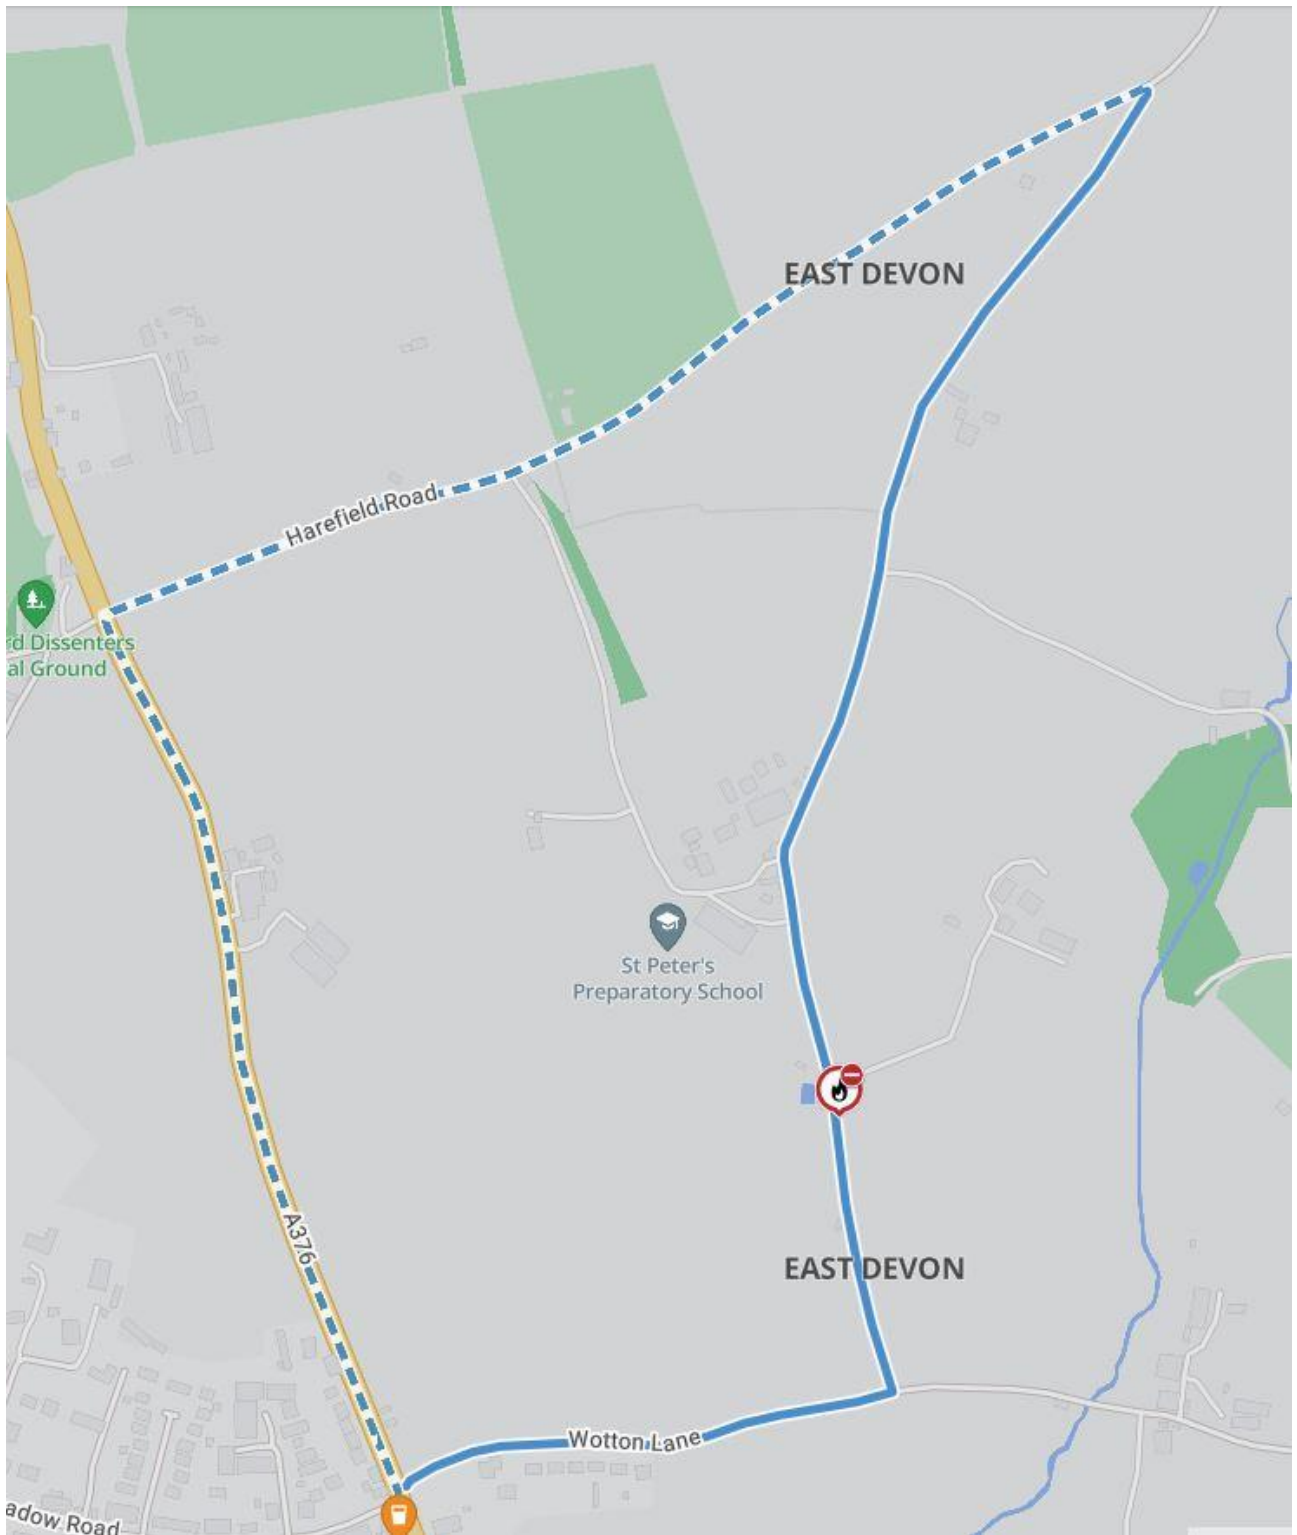 EAST DEVON
Harefield Road
rd Dissenters
al Ground
St Peter's
Preparatory School
A376
EAST DEVON
Wotton Lane
adow Road